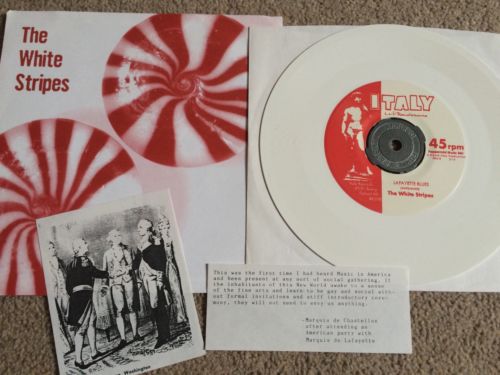 The
White
Stripes
ITALY
45 rpm
LAFAYETTE BLUES
The White Stripes
This was the first time I had heard Music in America
and been present at any sort of social gathering. If
the inhabitants of this New World awake to a sense
of the fine arts and learn to be gay and social with-
out formal invitations and stiff introductory cere-
mony, they will not need to envy us anything.
-Marquis de Chastellux
after attending an
American party with
Marquis de Lafayette
Washington